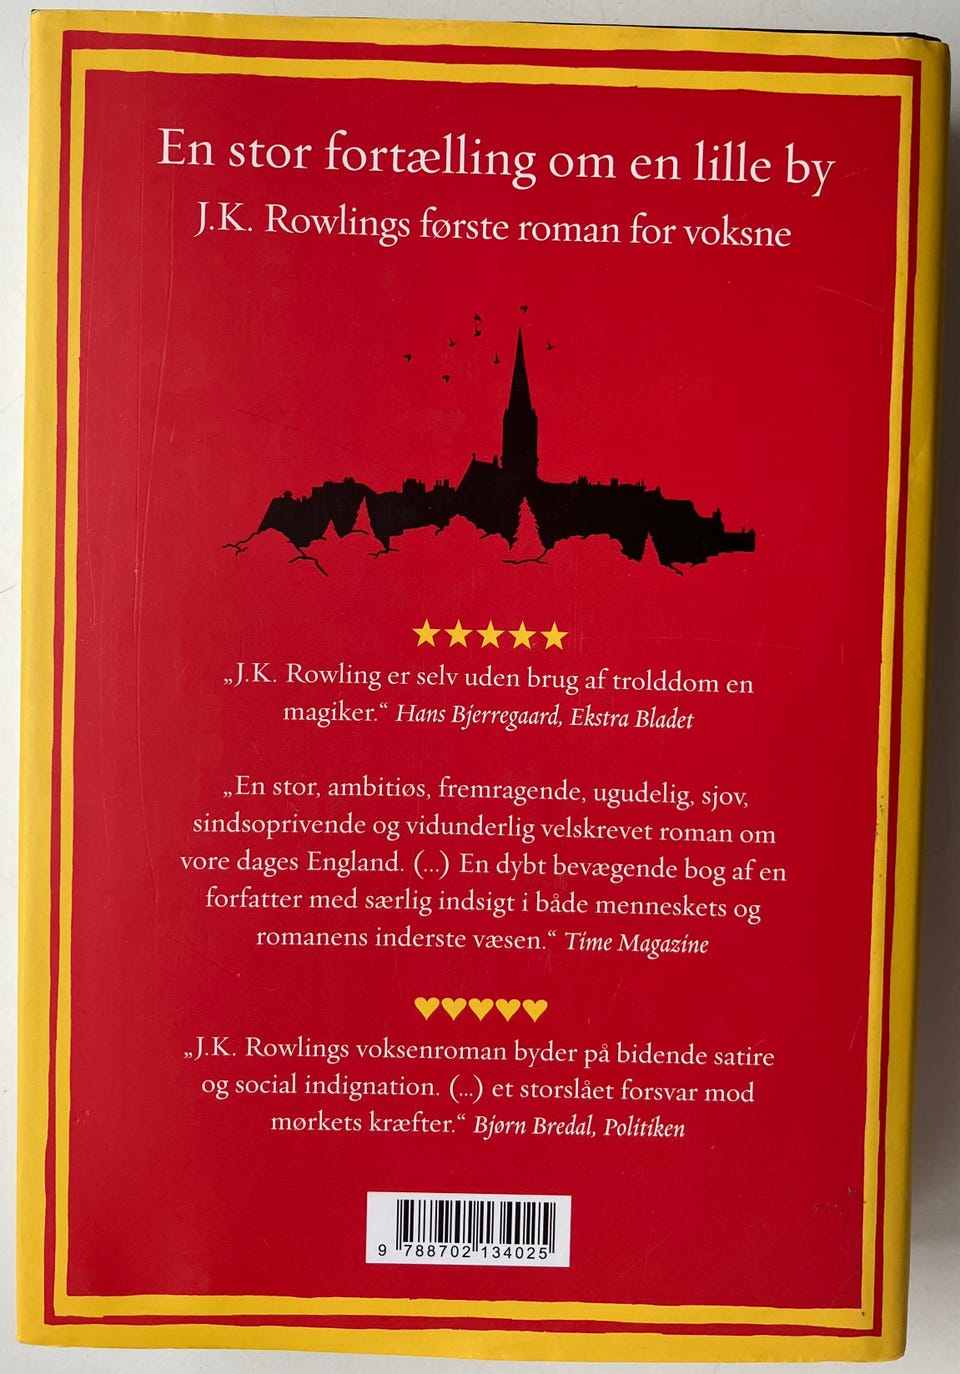 En stor fortælling om en lille by
J.K. Rowlings første roman for voksne
„J.K. Rowling er selv uden brug af trolddom en
magiker.“ Hans Bjerregaard, Ekstra Bladet
„En stor, ambitiøs, fremragende, ugudelig, sjov,
sindsoprivende og vidunderlig velskrevet roman om
vore dages England. (...) En dybt bevægende bog af en
forfatter med særlig indsigt i både menneskets og
romanens inderste væsen.“ Time Magazine
„J.K. Rowlings voksenroman byder på bidende satire
og social indignation. (...) et storslået forsvar mod
mørkets kræfter.“ Bjørn Bredal, Politiken
9 788702 134025